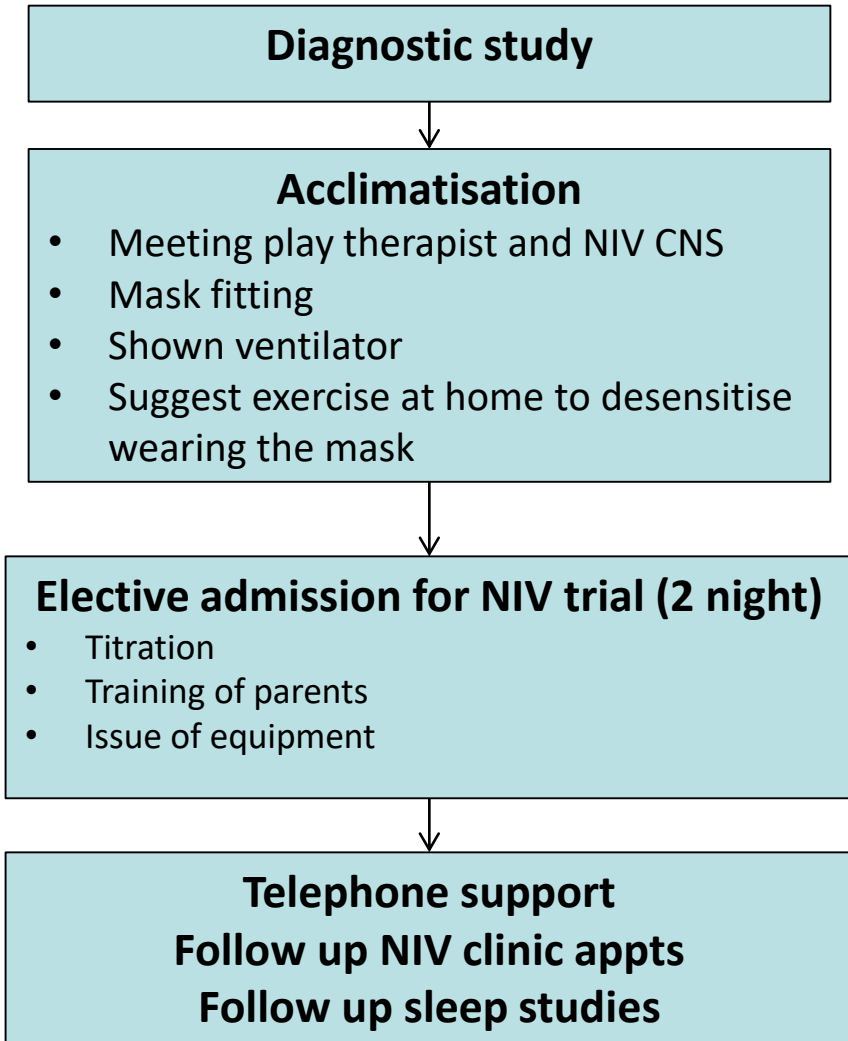 Diagnostic study
Acclimatisation
• Meeting play therapist and NIV CNS
• Mask fitting
• Shown ventilator
• Suggest exercise at home to desensitise
wearing the mask
Elective admission for NIV trial (2 night)
• Titration
• Training of parents
• Issue of equipment
Telephone support
Follow up NIV clinic appts
Follow up sleep studies